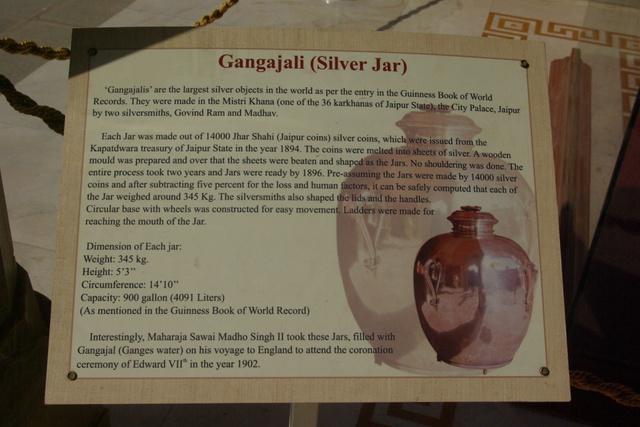 Gangajali (Silver Jar)
'Gangajalis' are the largest silver objects in the world as per the entry in the Guinness Book of World
Records. They were made in the Mistri Khana (one of the 36 karkhanas of Jaipur State), the City Palace, Jaipur
by two silversmiths, Govind Ram and Madhav.
Each Jar was made out of 14000 Jhar Shahi (Jaipur coins) silver coins, which were issued from the
Kapatdwara treasury of Jaipur State in the year 1894. The coins were melted into sheets of silver. A wooden
mould was prepared and over that the sheets were beaten and shaped as the Jars. No shouldering was done. The
entire process took two years and Jars were ready by 1896. Pre-assuming the Jars were made by 14000 silver
coins and after subtracting five percent for the loss and human factors, it can be safely computed that each of
the Jar weighed around 345 Kg. The silversmiths also shaped the lids and the handles.
Circular base with wheels was constructed for easy movement. Ladders were made for
reaching the mouth of the Jar.
Dimension of Each jar:
Weight: 345 kg.
Height: 5'3''
Circumference: 14'10''
Capacity: 900 gallon (4091 Liters)
(As mentioned in the Guinness Book of World Record)
Interestingly, Maharaja Sawai Madho Singh II took these Jars, filled with
Gangajal (Ganges water) on his voyage to England to attend the coronation
ceremony of Edward VIIth in the year 1902.